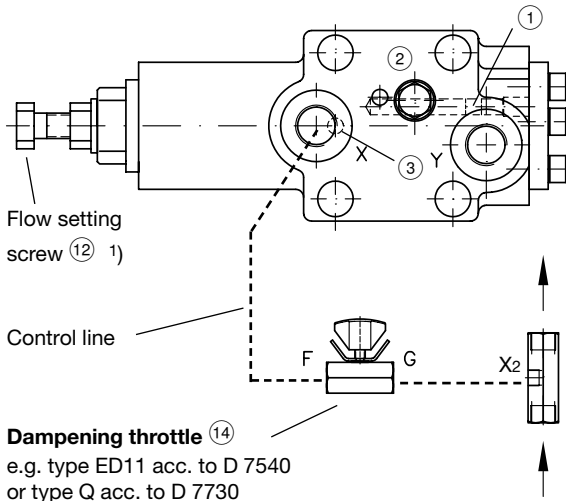 ①
②
X
③
Y
Flow setting
screw ⑫ 1)
Control line
F
G
X2
Dampening throttle ⑭
e.g. type ED11 acc. to D 7540
or type Q acc. to D 7730